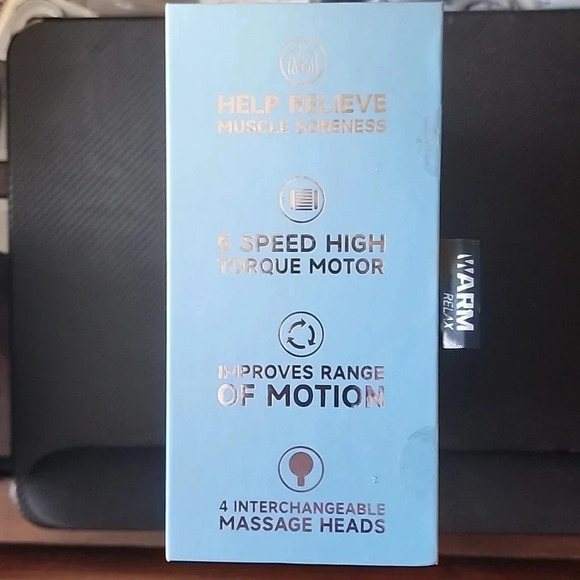 HELP RELIEVE
MUSCLE SORENESS
SPEED HIGH
TORQUE MOTOR
IMPROVES RANGE
OF MOTION
4 INTERCHANGEABLE
MASSAGE HEADS
WARM
RELAX